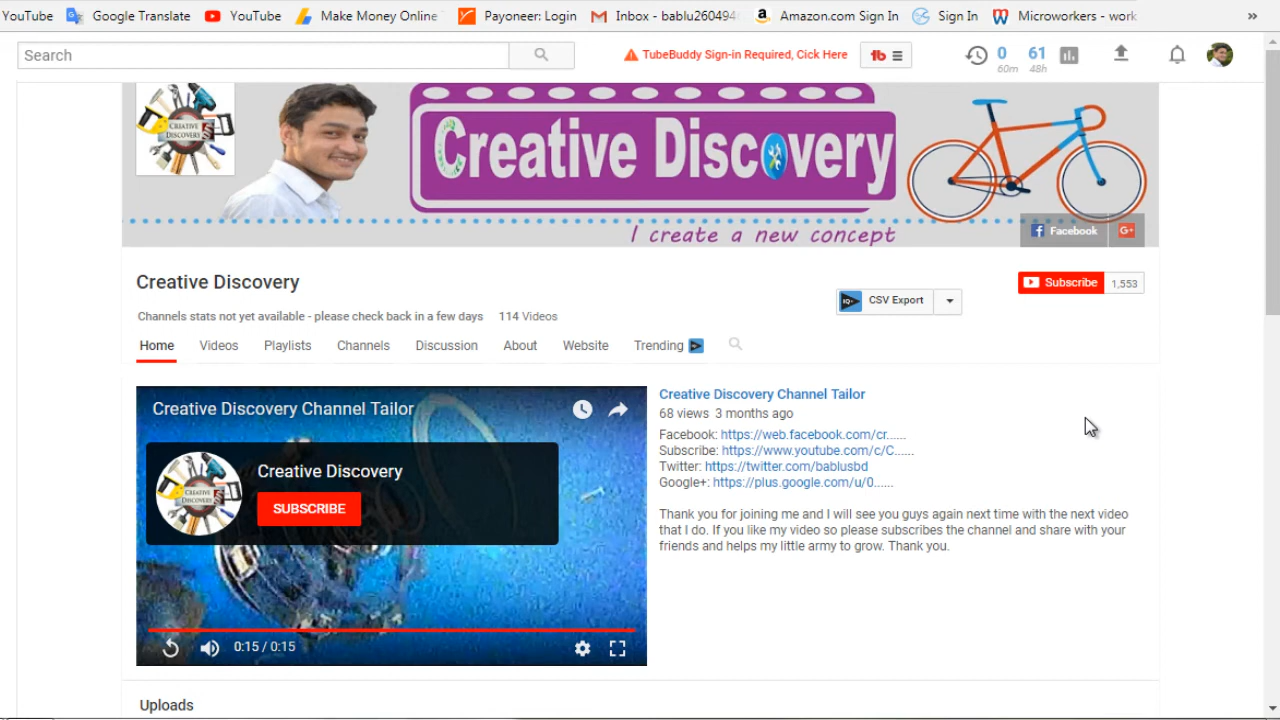 YouTube Google Translate YouTube Make Money Online Payoneer: Login Inbox - bablu260494 Amazon.com Sign In Sign In Microworkers - work »
Search
TubeBuddy Sign-in Required, Cick Here
tb
0 61
60m 48h
CREATIVE
DISCOVERY
Creative Discovery
I create a new concept
Facebook
G+
Creative Discovery
Subscribe 1,553
IQ CSV Export
Channels stats not yet available - please check back in a few days 114 Videos
Home Videos Playlists Channels Discussion About Website Trending
Creative Discovery Channel Tailor
Creative Discovery Channel Tailor
68 views 3 months ago
Facebook: https://web.facebook.com/cr......
Subscribe: https://www.youtube.com/c/C......
Twitter: https://twitter.com/bablusbd
Google+: https://plus.google.com/u/0......
CREATIVE
DISCOVERY
Creative Discovery
SUBSCRIBE
Thank you for joining me and I will see you guys again next time with the next video
that I do. If you like my video so please subscribes the channel and share with your
friends and helps my little army to grow. Thank you.
0:15 / 0:15
Uploads